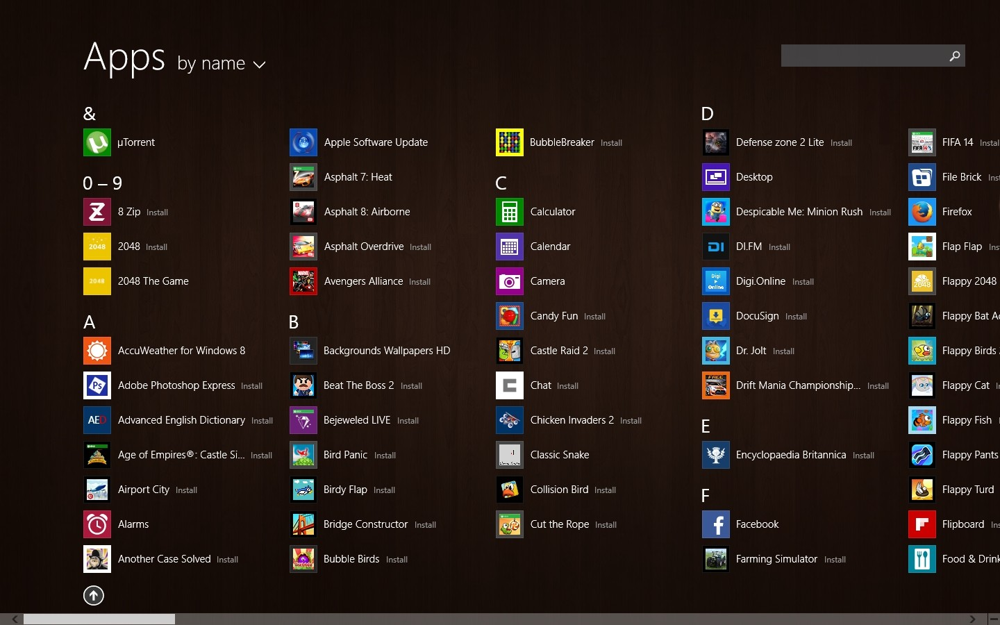 Apps by name
&
µTorrent
0 – 9
8 Zip Install
2048 Install
2048 The Game
A
AccuWeather for Windows 8
Adobe Photoshop Express Install
Advanced English Dictionary Install
Age of Empires®: Castle Si... Install
Airport City Install
Alarms
Another Case Solved Install
Apple Software Update
Asphalt 7: Heat
Asphalt 8: Airborne
Asphalt Overdrive Install
Avengers Alliance Install
B
Backgrounds Wallpapers HD
Beat The Boss 2 Install
Bejeweled LIVE Install
Bird Panic Install
Birdy Flap Install
Bridge Constructor Install
Bubble Birds Install
BubbleBreaker Install
C
Calculator
Calendar
Camera
Candy Fun Install
Castle Raid 2 Install
Chat Install
Chicken Invaders 2 Install
Classic Snake
Collision Bird Install
Cut the Rope Install
D
Defense zone 2 Lite Install
Desktop
Despicable Me: Minion Rush Install
DI.FM Install
Digi.Online Install
DocuSign Install
Dr. Jolt Install
Drift Mania Championship... Install
E
Encyclopaedia Britannica Install
F
Facebook
Farming Simulator Install
FIFA 14
File Brick
Firefox
Flap Flap
Flappy 2048
Flappy Bat
Flappy Birds
Flappy Cat
Flappy Fish
Flappy Pants
Flappy Turd
Flipboard
Food & Drink